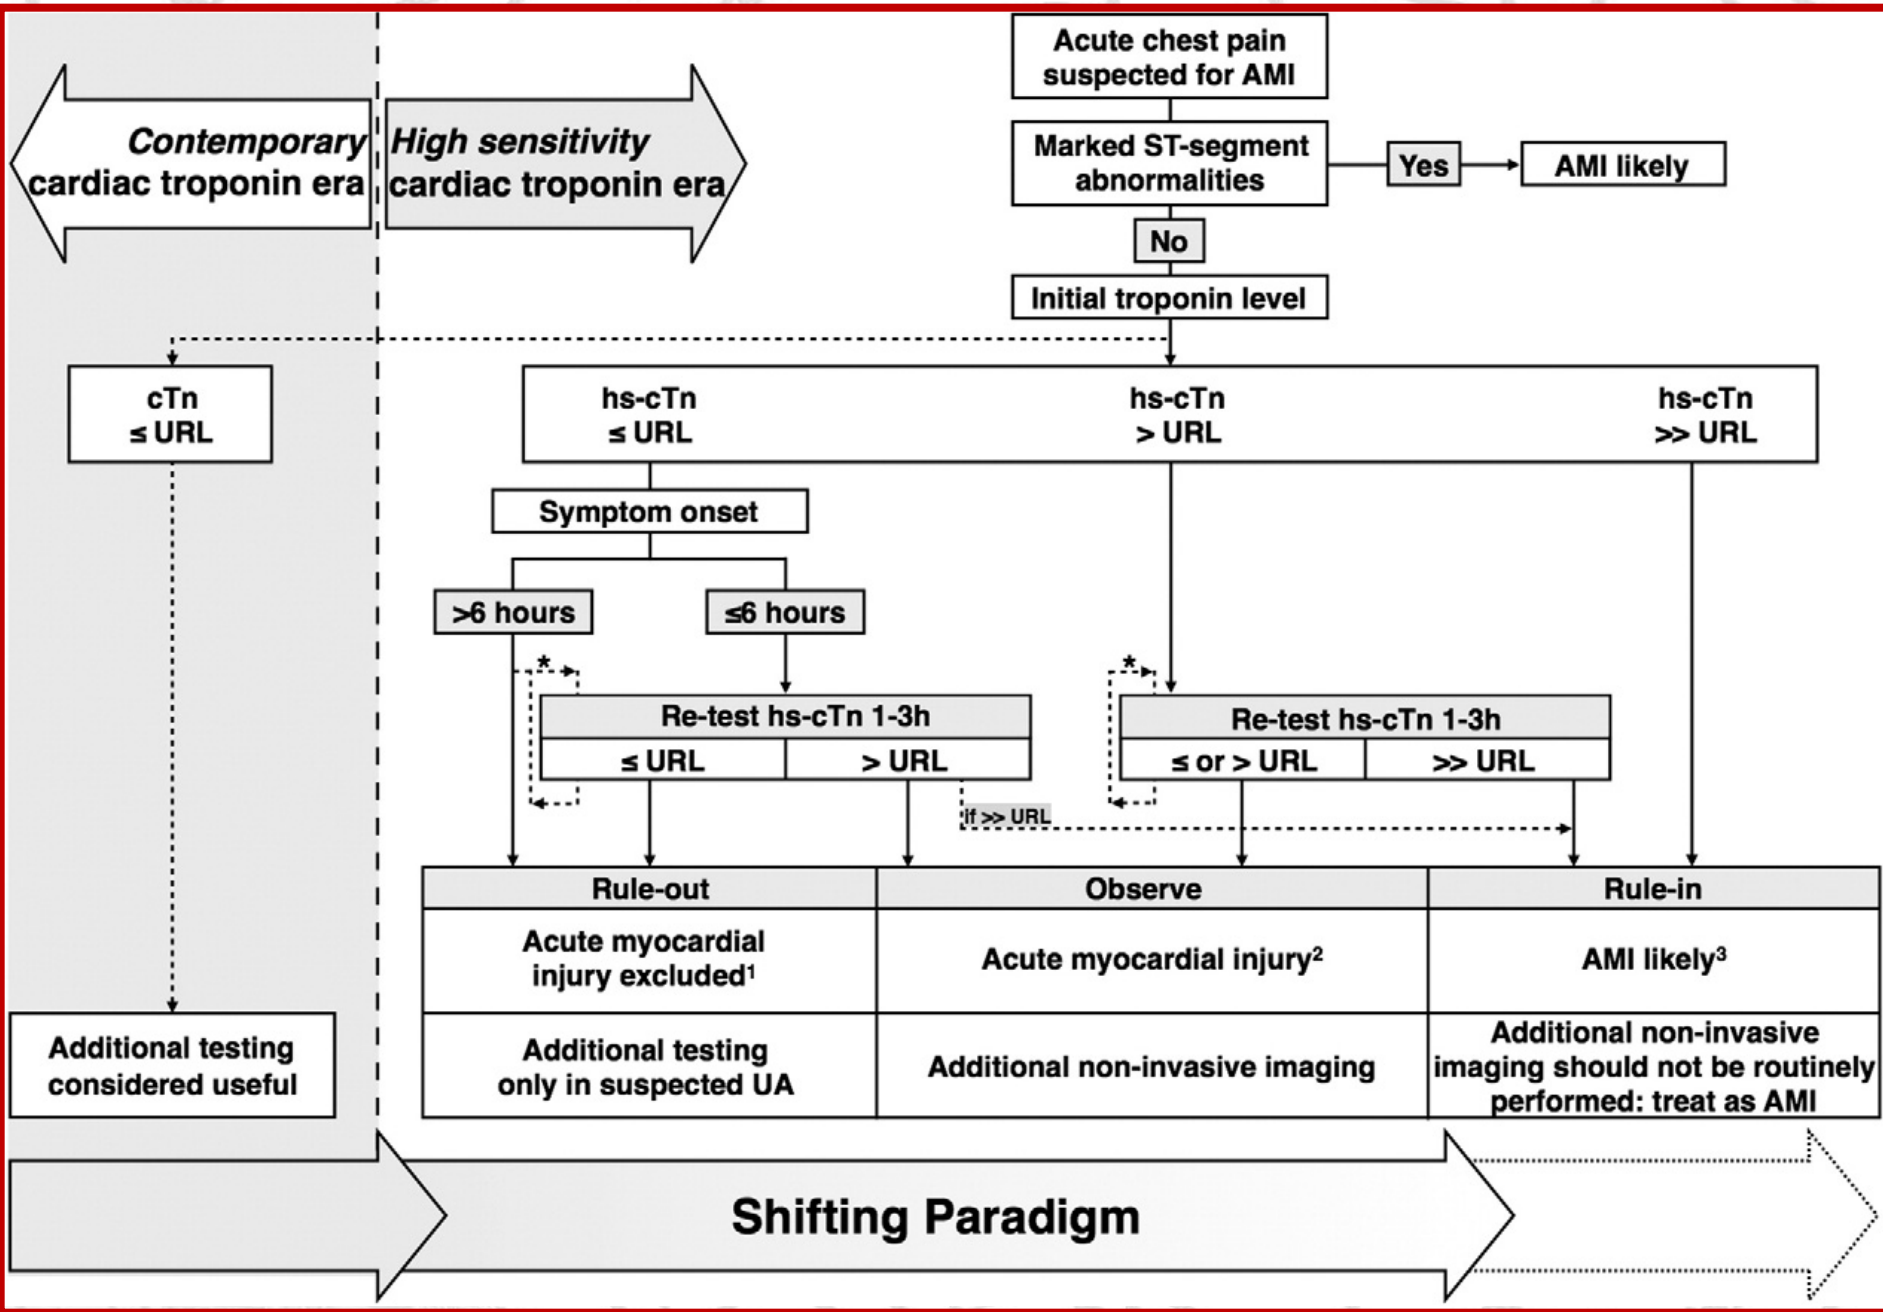 Acute chest pain
suspected for AMI
Contemporary
cardiac troponin era
High sensitivity
cardiac troponin era
Marked ST-segment
abnormalities
Yes
AMI likely
No
Initial troponin level
cTn
≤ URL
hs-cTn
≤ URL
hs-cTn
> URL
hs-cTn
>> URL
Symptom onset
>6 hours
≤6 hours
*
*
Re-test hs-cTn 1-3h
≤ URL
> URL
Re-test hs-cTn 1-3h
≤ or > URL
>> URL
if >> URL
Rule-out
Observe
Rule-in
Acute myocardial
injury excluded¹
Acute myocardial injury²
AMI likely³
Additional testing
considered useful
Additional testing
only in suspected UA
Additional non-invasive imaging
Additional non-invasive
imaging should not be routinely
performed: treat as AMI
Shifting Paradigm